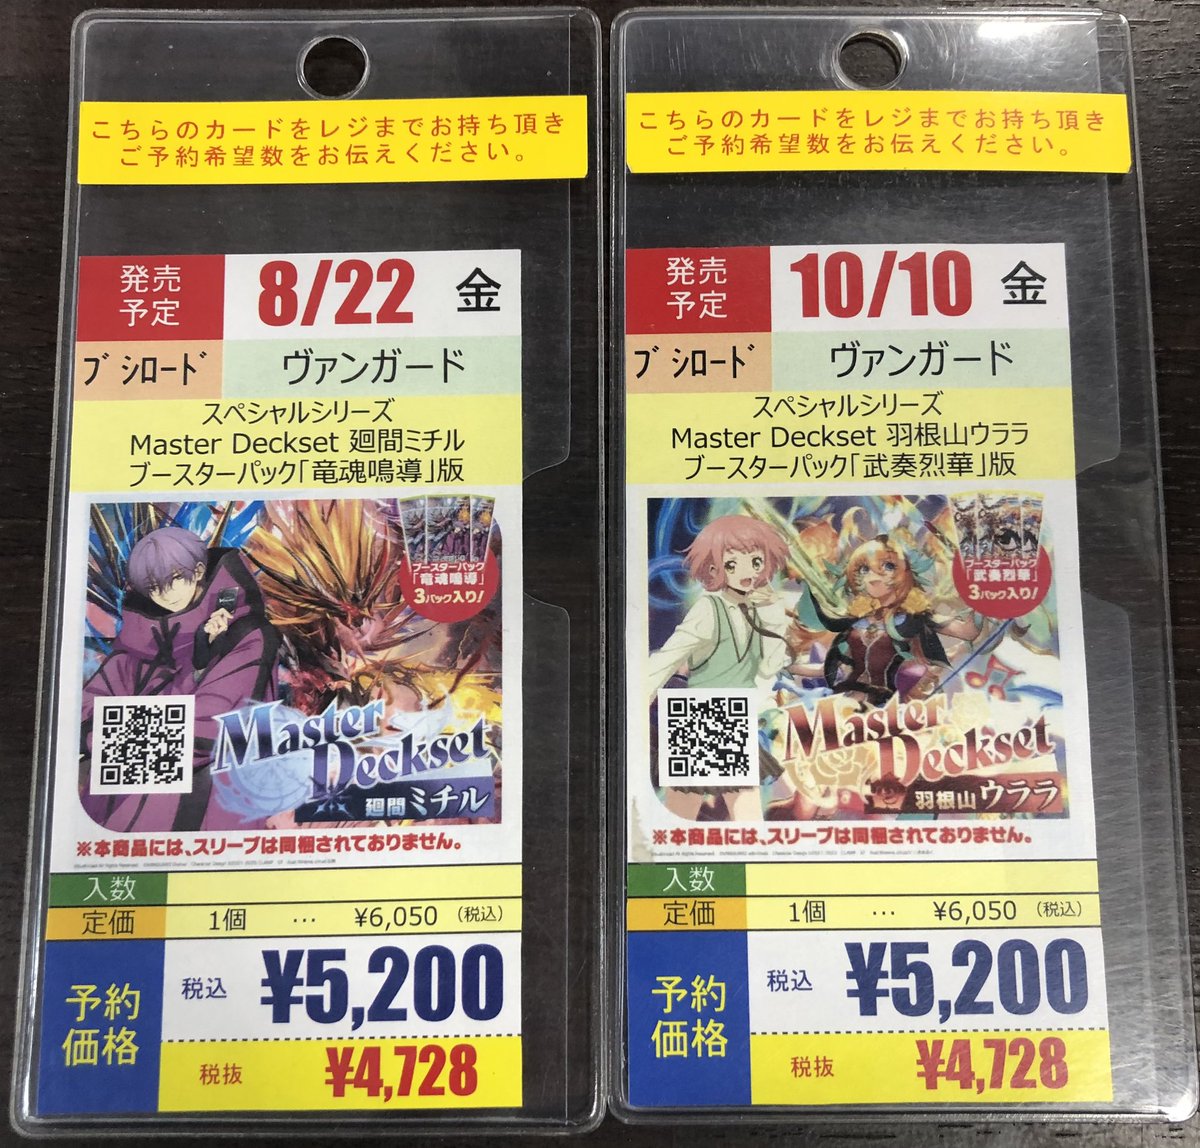 こちらのカードをレジまでお持ち頂き
ご予約希望数をお伝えください。
発売
予定
8/22
金
ブシロード
ヴァンガード
スペシャルシリーズ
Master Deckset 廻間ミチル
ブースターパック「竜魂鳴導」版
ブースターパック
「竜魂鳴導」
3パック入り!
Master
Deckset
廻間ミチル
※本商品には、スリーブは同梱されておりません。
入数
定価
1個
…
¥6,050
(税込)
予約
価格
税込
¥5,200
税抜
¥4,728
こちらのカードをレジまでお持ち頂き
ご予約希望数をお伝えください。
発売
予定
10/10
金
ブシロード
ヴァンガード
スペシャルシリーズ
Master Deckset 羽根山ウララ
ブースターパック「武奏烈華」版
ブースターパック
「武奏烈華」
3パック入り!
Master
Deckset
羽根山ウララ
※本商品には、スリーブは同梱されておりません。
入数
定価
1個
…
¥6,050
(税込)
予約
価格
税込
¥5,200
税抜
¥4,728